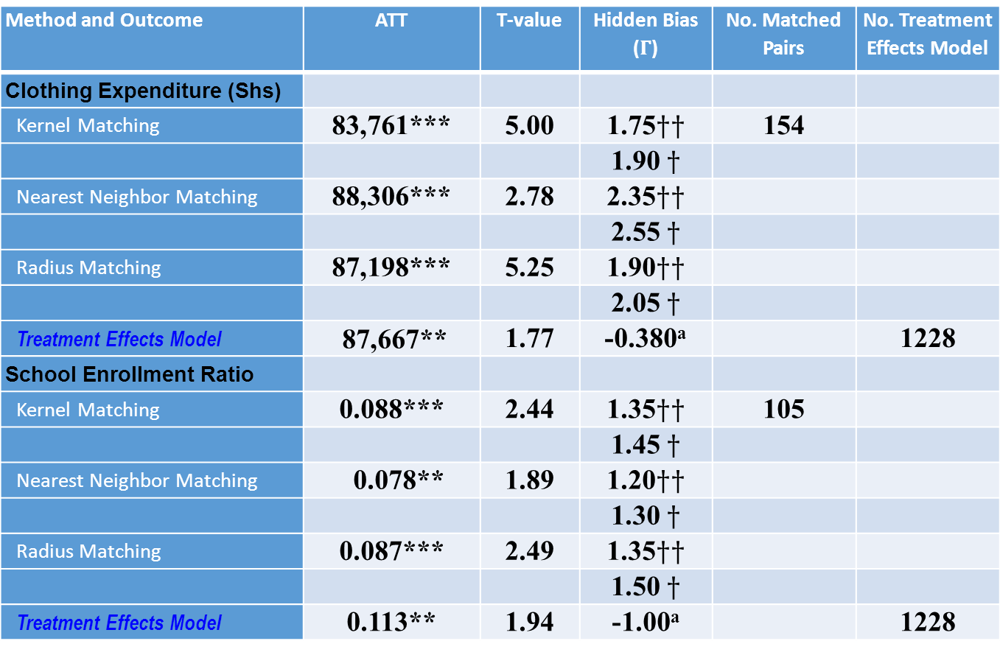 Method and Outcome ATT T-value Hidden Bias (Γ) No. Matched Pairs No. Treatment Effects Model
Clothing Expenditure (Shs)
Kernel Matching 83,761*** 5.00 1.75†† 154
1.90 †
Nearest Neighbor Matching 88,306*** 2.78 2.35††
2.55 †
Radius Matching 87,198*** 5.25 1.90††
2.05 †
Treatment Effects Model 87,667** 1.77 -0.380ᵃ 1228
School Enrollment Ratio
Kernel Matching 0.088*** 2.44 1.35†† 105
1.45 †
Nearest Neighbor Matching 0.078** 1.89 1.20††
1.30 †
Radius Matching 0.087*** 2.49 1.35††
1.50 †
Treatment Effects Model 0.113** 1.94 -1.00ᵃ 1228